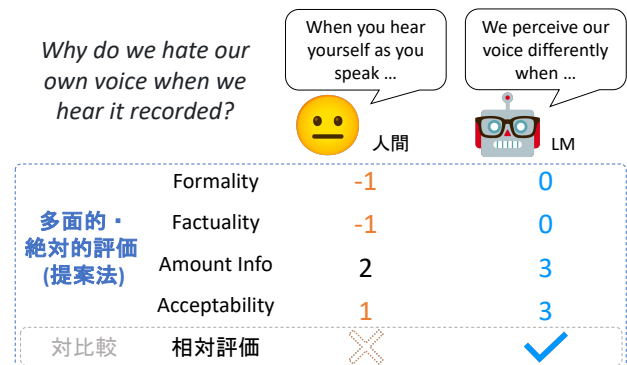 Why do we hate our
own voice when we
hear it recorded?
When you hear
yourself as you
speak ...
We perceive our
voice differently
when ...
人間
LM
多面的・
絶対的評価
(提案法)
Formality -1 0
Factuality -1 0
Amount Info 2 3
Acceptability 1 3
対比較 相対評価